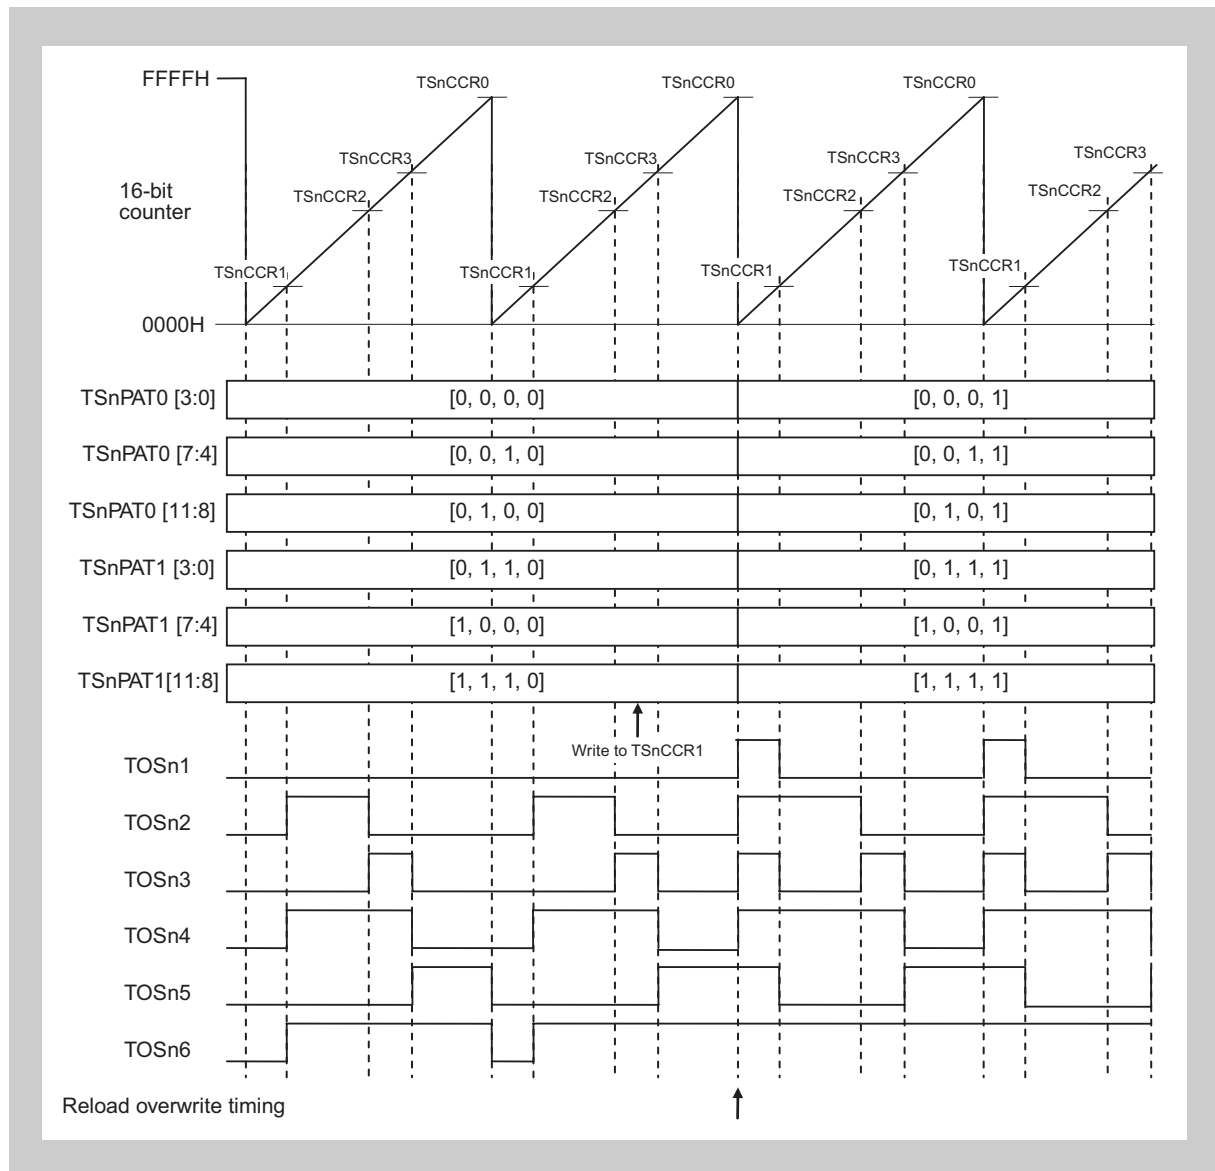 FFFFH
TSnCCR0 TSnCCR0 TSnCCR0
TSnCCR3 TSnCCR3 TSnCCR3 TSnCCR3
16-bit
counter
TSnCCR2 TSnCCR2 TSnCCR2 TSnCCR2
TSnCCR1 TSnCCR1 TSnCCR1 TSnCCR1
0000H
TSnPAT0 [3:0] [0, 0, 0, 0] [0, 0, 0, 1]
TSnPAT0 [7:4] [0, 0, 1, 0] [0, 0, 1, 1]
TSnPAT0 [11:8] [0, 1, 0, 0] [0, 1, 0, 1]
TSnPAT1 [3:0] [0, 1, 1, 0] [0, 1, 1, 1]
TSnPAT1 [7:4] [1, 0, 0, 0] [1, 0, 0, 1]
TSnPAT1[11:8] [1, 1, 1, 0] [1, 1, 1, 1]
Write to TSnCCR1
TOSn1
TOSn2
TOSn3
TOSn4
TOSn5
TOSn6
Reload overwrite timing